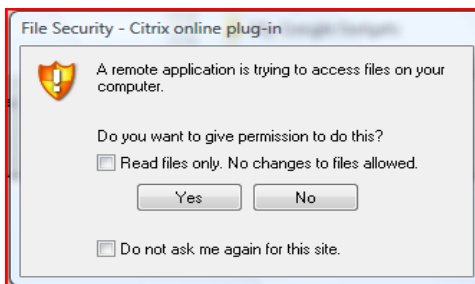 File Security - Citrix online plug-in
A remote application is trying to access files on your
computer.
Do you want to give permission to do this?
Read files only. No changes to files allowed.
Yes No
Do not ask me again for this site.